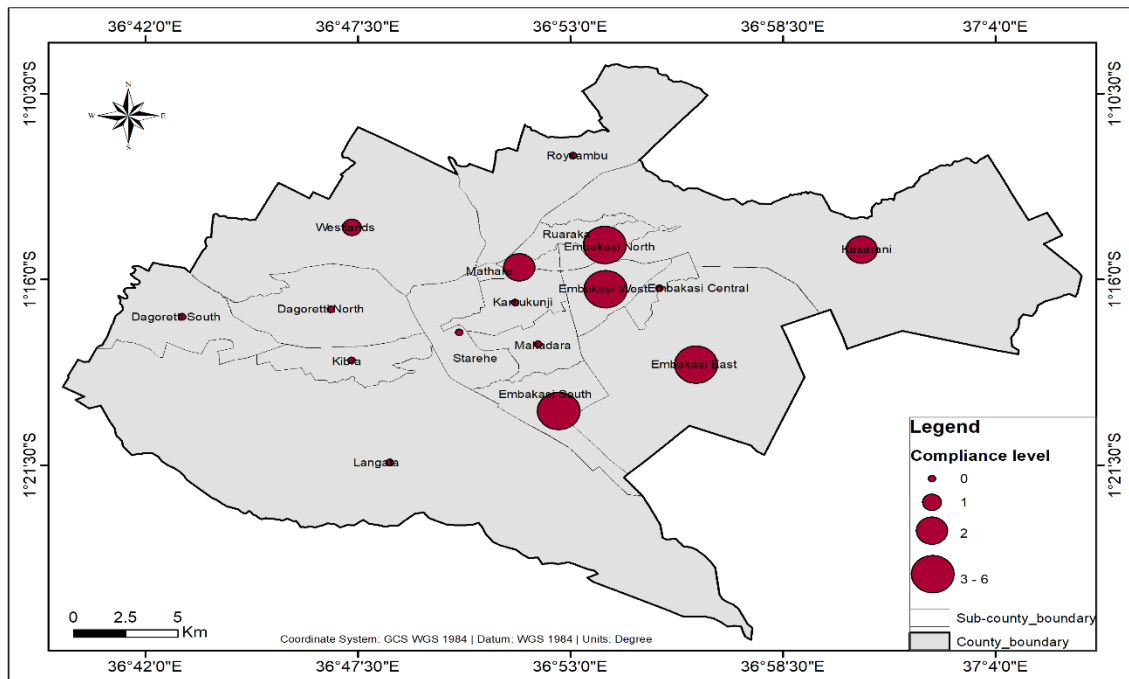 36°42'0"E 36°47'30"E 36°53'0"E 36°58'30"E 37°4'0"E
1°10'30"S 1°10'30"S
N
W E
S
Roysambu
Westlands
Ruaraka
Embakasi North
Kasarani
Mathare
1°16'0"S 1°16'0"S
Embakasi West Embakasi Central
Kamukunji
Dagoretti North
Dagoretti South
Makadara
Starehe
Kibra
Embakasi East
Embakasi South
Langata
1°21'30"S 1°21'30"S
Legend
Compliance level
0
1
2
3 - 6
Sub-county_boundary
County_boundary
0 2.5 5
Km
Coordinate System: GCS WGS 1984 | Datum: WGS 1984 | Units: Degree
36°42'0"E 36°47'30"E 36°53'0"E 36°58'30"E 37°4'0"E